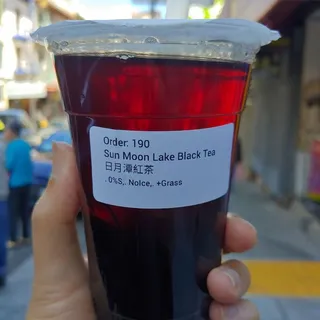 Order: 190
Sun Moon Lake Black Tea
日月潭紅茶
. 0%S, NoIce, +Grass